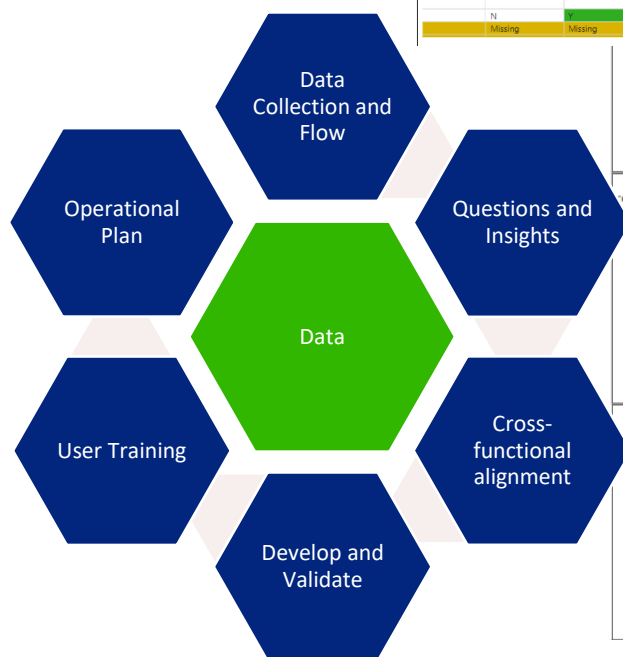 N
Y
Missing
Missing
Data
Collection and
Flow
Operational
Plan
Questions and
Insights
Data
User Training
Cross-
functional
alignment
Develop and
Validate